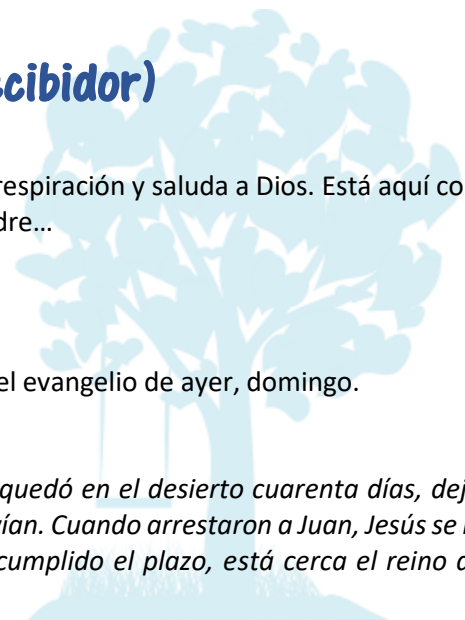 cibidor)
respiración y saluda a Dios. Está aquí co
dre…
el evangelio de ayer, domingo.
quedó en el desierto cuarenta días, dej
ían. Cuando arrestaron a Juan, Jesús se
cumplido el plazo, está cerca el reino